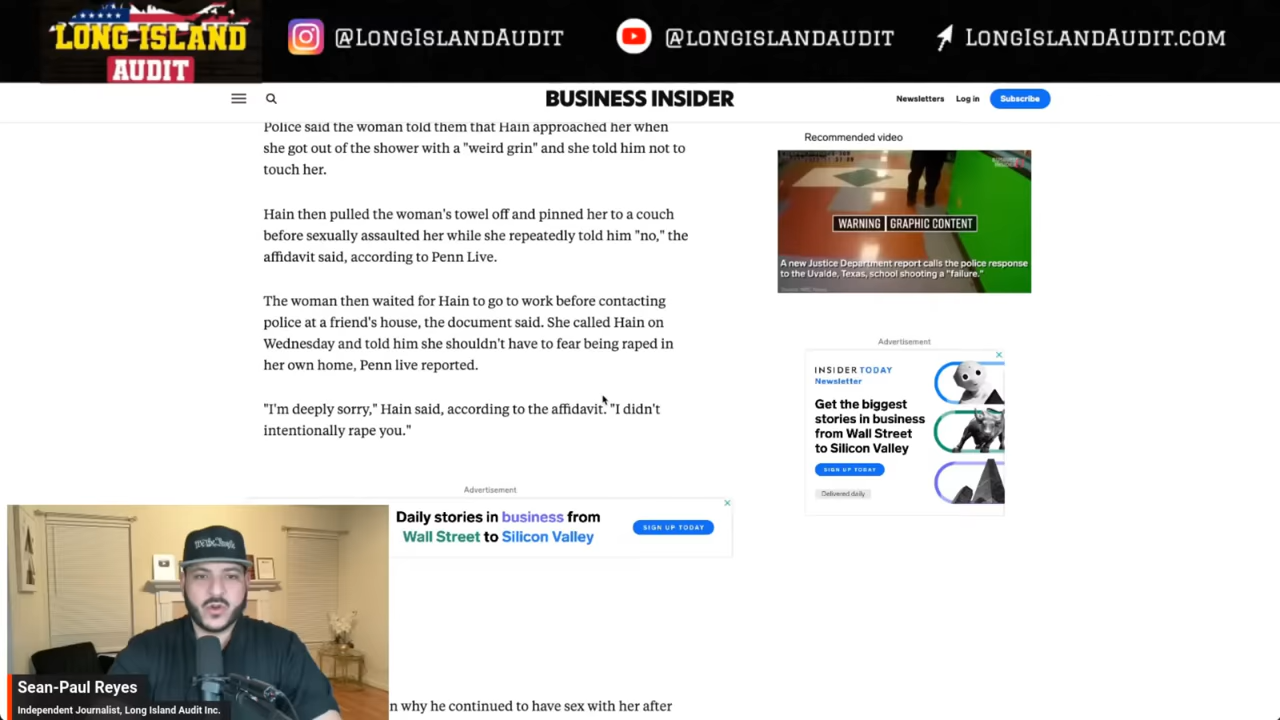 LONG ISLAND
AUDIT
@LongIslandAudit
@longislandaudit
LongIslandAudit.com
BUSINESS INSIDER
Newsletters
Log in
Subscribe
Police said the woman told them that Hain approached her when
she got out of the shower with a "weird grin" and she told him not to
touch her.
Hain then pulled the woman's towel off and pinned her to a couch
before sexually assaulted her while she repeatedly told him "no," the
affidavit said, according to Penn Live.
The woman then waited for Hain to go to work before contacting
police at a friend's house, the document said. She called Hain on
Wednesday and told him she shouldn't have to fear being raped in
her own home, Penn live reported.
"I'm deeply sorry," Hain said, according to the affidavit. "I didn't
intentionally rape you."
Recommended video
WARNING GRAPHIC CONTENT
A new Justice Department report calls the police response
to the Uvalde, Texas, school shooting a "failure."
Advertisement
INSIDER TODAY
Newsletter
Get the biggest
stories in business
from Wall Street
to Silicon Valley
SIGN UP TODAY
Delivered daily
Advertisement
Daily stories in business from
Wall Street to Silicon Valley
SIGN UP TODAY
We the People
Sean-Paul Reyes
Independent Journalist, Long Island Audit Inc.
n why he continued to have sex with her after